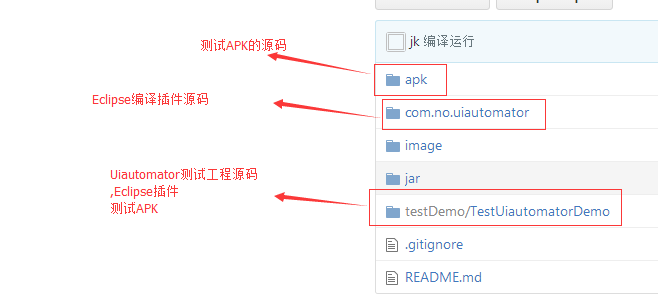 jk 编译运行
测试APK的源码
apk
Eclipse编译插件源码
com.no.uiautomator
image
jar
Uiautomator测试工程源码
,Eclipse插件
测试APK
testDemo/TestUiautomatorDemo
.gitignore
README.md